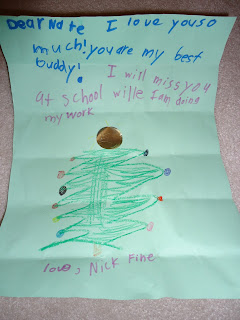 Dear Nate I love you so
much! you are my best
buddy! I will miss you
at school wille I am doing
my work
love, Nick Fine